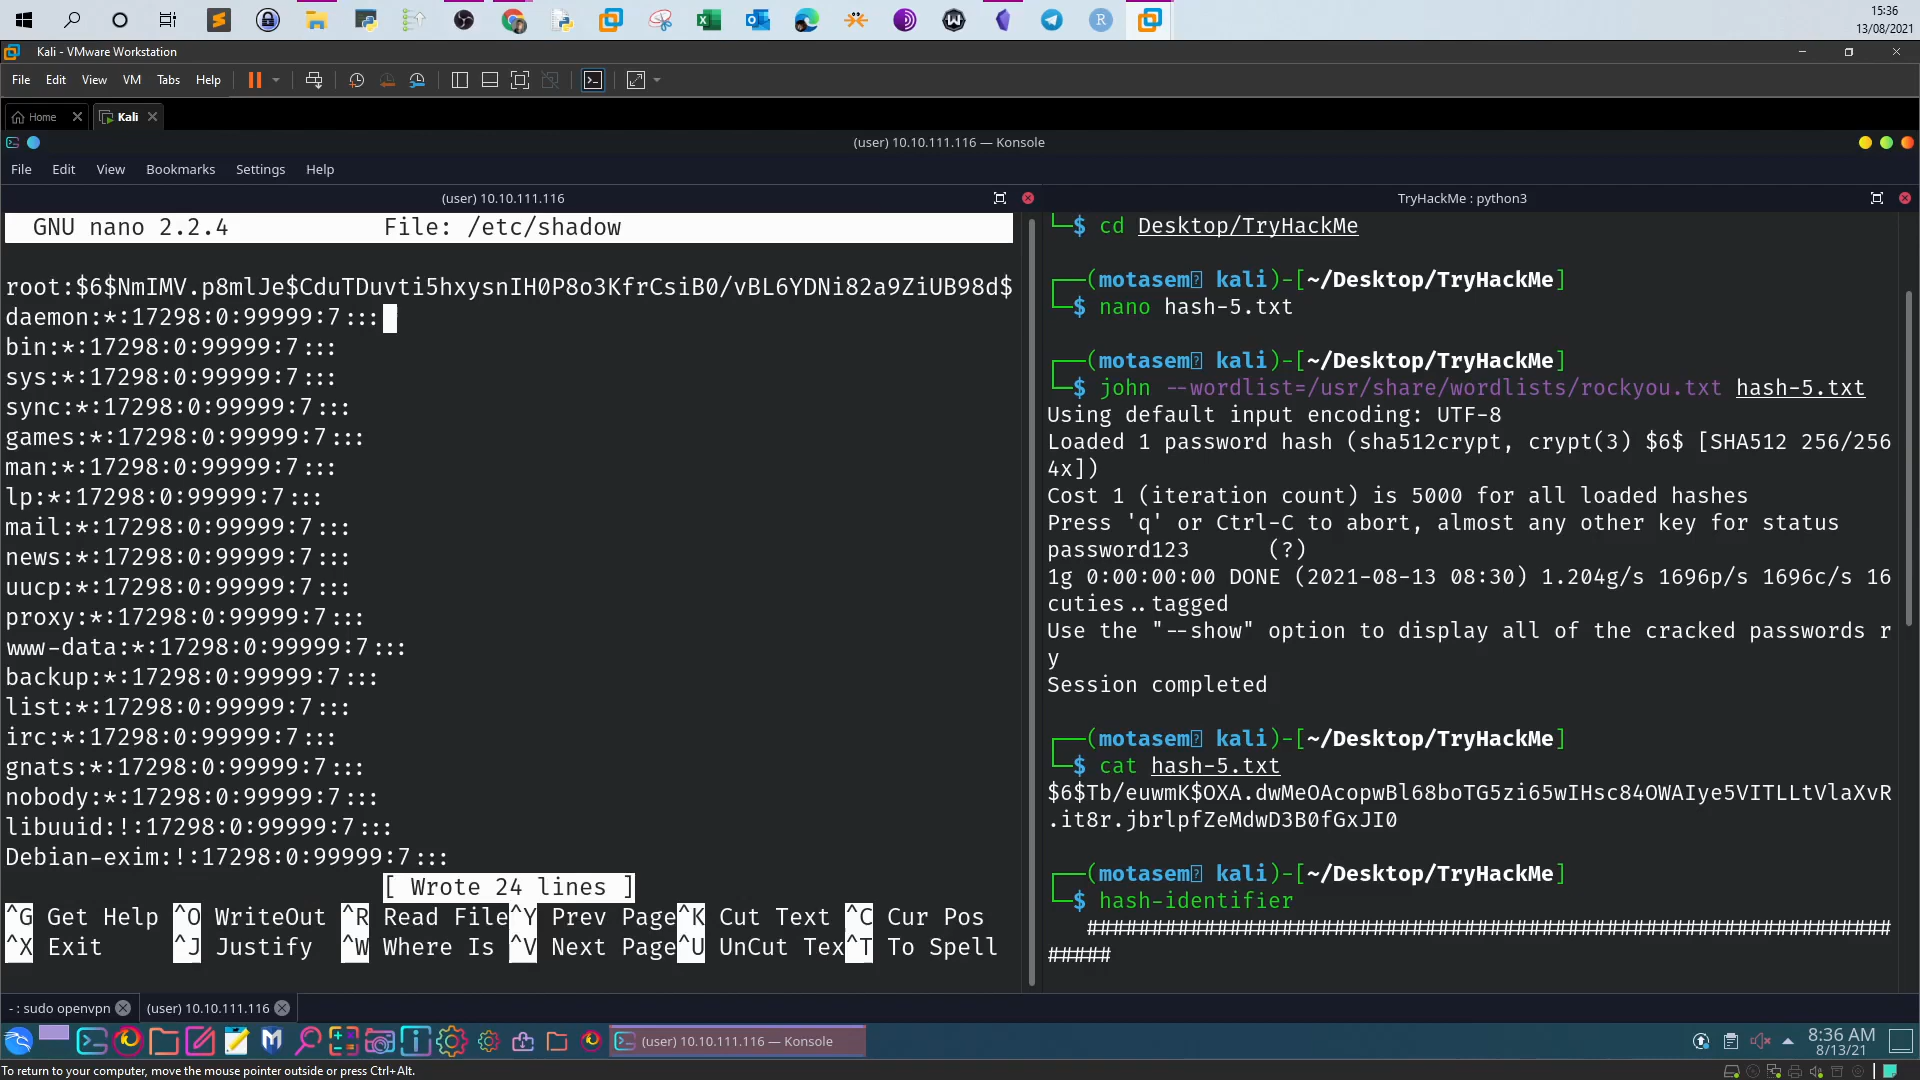 15:36
13/08/2021
Kali - VMware Workstation
File Edit View VM Tabs Help
Home Kali
(user) 10.10.111.116 — Konsole
File Edit View Bookmarks Settings Help
(user) 10.10.111.116
GNU nano 2.2.4 File: /etc/shadow
root:$6$NmIMV.p8mlJe$CduTDuvti5hxysnIH0P8o3KfrCsiB0/vBL6YDNi82a9ZiUB98d$
daemon:*:17298:0:99999:7:::
bin:*:17298:0:99999:7:::
sys:*:17298:0:99999:7:::
sync:*:17298:0:99999:7:::
games:*:17298:0:99999:7:::
man:*:17298:0:99999:7:::
lp:*:17298:0:99999:7:::
mail:*:17298:0:99999:7:::
news:*:17298:0:99999:7:::
uucp:*:17298:0:99999:7:::
proxy:*:17298:0:99999:7:::
www-data:*:17298:0:99999:7:::
backup:*:17298:0:99999:7:::
list:*:17298:0:99999:7:::
irc:*:17298:0:99999:7:::
gnats:*:17298:0:99999:7:::
nobody:*:17298:0:99999:7:::
libuuid:!:17298:0:99999:7:::
Debian-exim:!:17298:0:99999:7:::
[ Wrote 24 lines ]
^G Get Help ^O WriteOut ^R Read File^Y Prev Page^K Cut Text ^C Cur Pos
^X Exit ^J Justify ^W Where Is ^V Next Page^U UnCut Tex^T To Spell
TryHackMe : python3
└─$ cd Desktop/TryHackMe
┌──(motasem kali)-[~/Desktop/TryHackMe]
└─$ nano hash-5.txt
┌──(motasem kali)-[~/Desktop/TryHackMe]
└─$ john --wordlist=/usr/share/wordlists/rockyou.txt hash-5.txt
Using default input encoding: UTF-8
Loaded 1 password hash (sha512crypt, crypt(3) $6$ [SHA512 256/256
4x])
Cost 1 (iteration count) is 5000 for all loaded hashes
Press 'q' or Ctrl-C to abort, almost any other key for status
password123 (?)
1g 0:00:00:00 DONE (2021-08-13 08:30) 1.204g/s 1696p/s 1696c/s 16
cuties..tagged
Use the "--show" option to display all of the cracked passwords r
y
Session completed
┌──(motasem kali)-[~/Desktop/TryHackMe]
└─$ cat hash-5.txt
$6$Tb/euwmK$OXA.dwMeOAcopwBl68boTG5zi65wIHsc84OWAIye5VITLLtVlaXvR
.it8r.jbrlpfZeMdwD3B0fGxJI0
┌──(motasem kali)-[~/Desktop/TryHackMe]
└─$ hash-identifier
##########################################################
#####
- : sudo openvpn (user) 10.10.111.116
(user) 10.10.111.116 — Konsole
8:36 AM
8/13/21
To return to your computer, move the mouse pointer outside or press Ctrl+Alt.